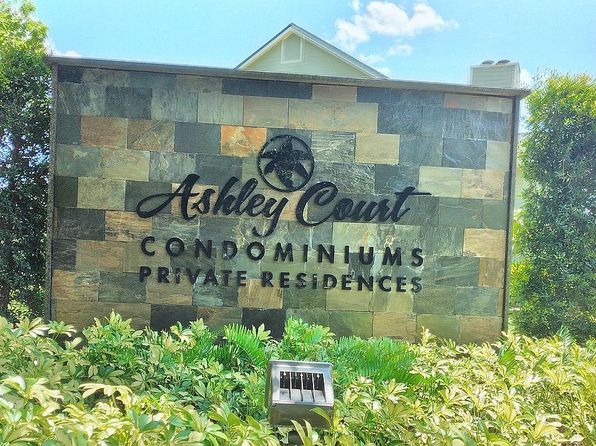 Ashley Court
CONDOMINIUMS
PRIVATE RESIDENCES